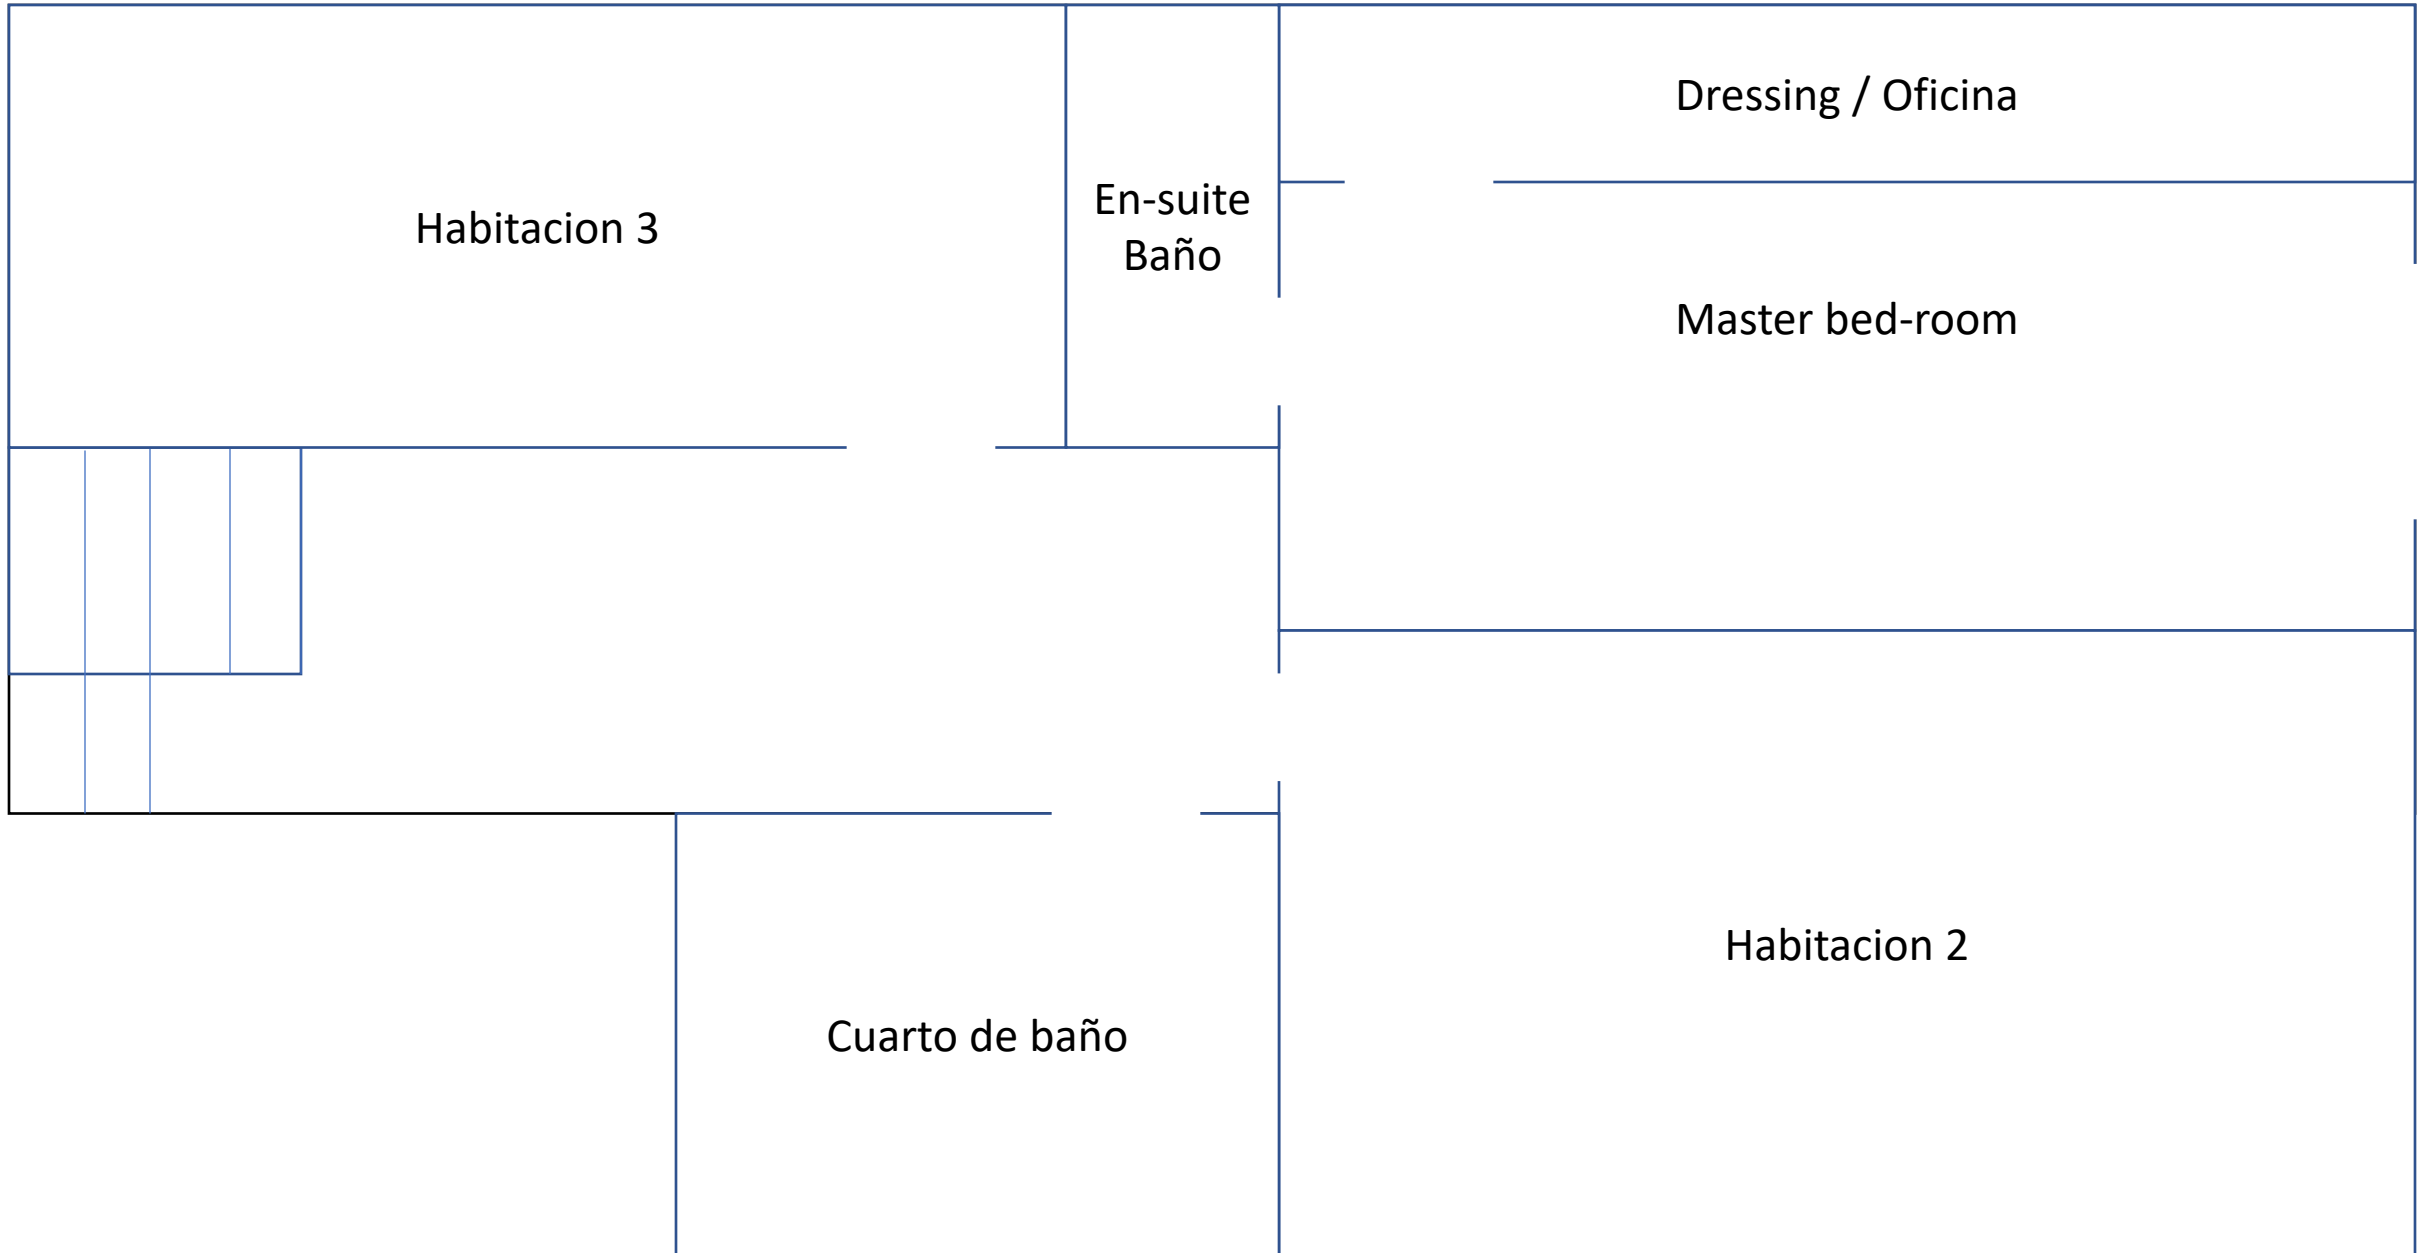 Dressing / Oficina
En-suite
Baño
Habitacion 3
Master bed-room
Habitacion 2
Cuarto de baño